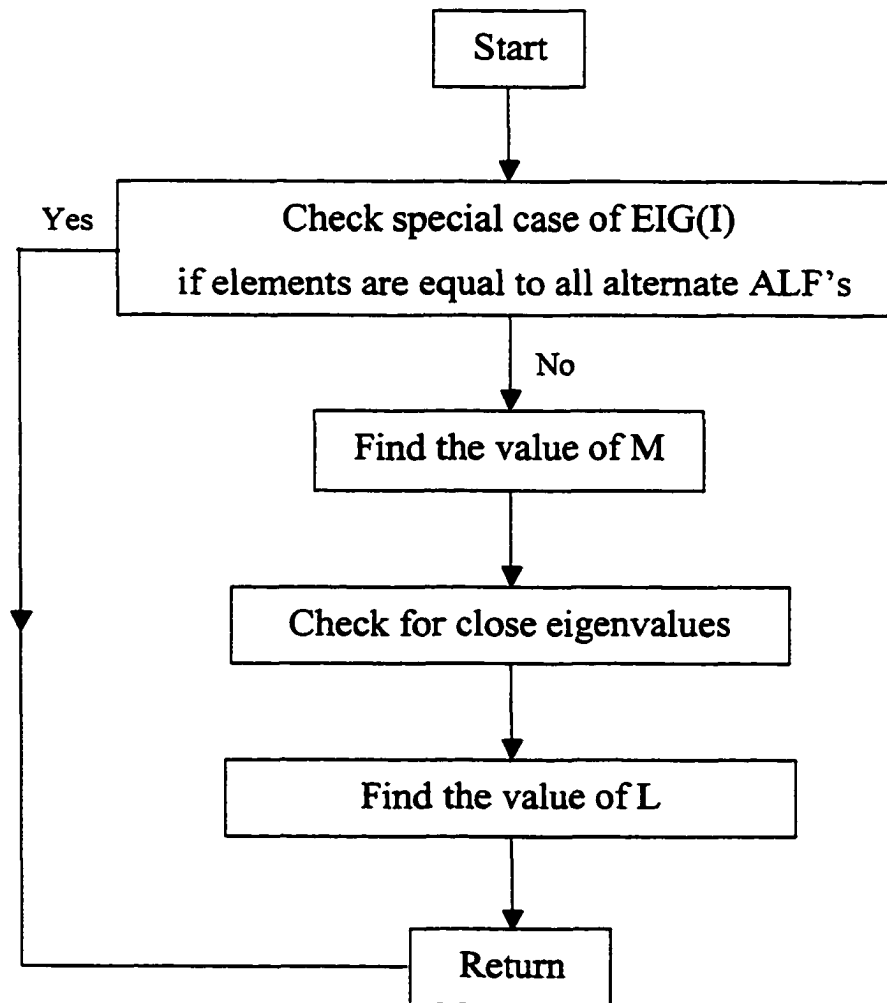 Start
Yes
Check special case of EIG(I)
if elements are equal to all alternate ALF's
No
Find the value of M
Check for close eigenvalues
Find the value of L
Return